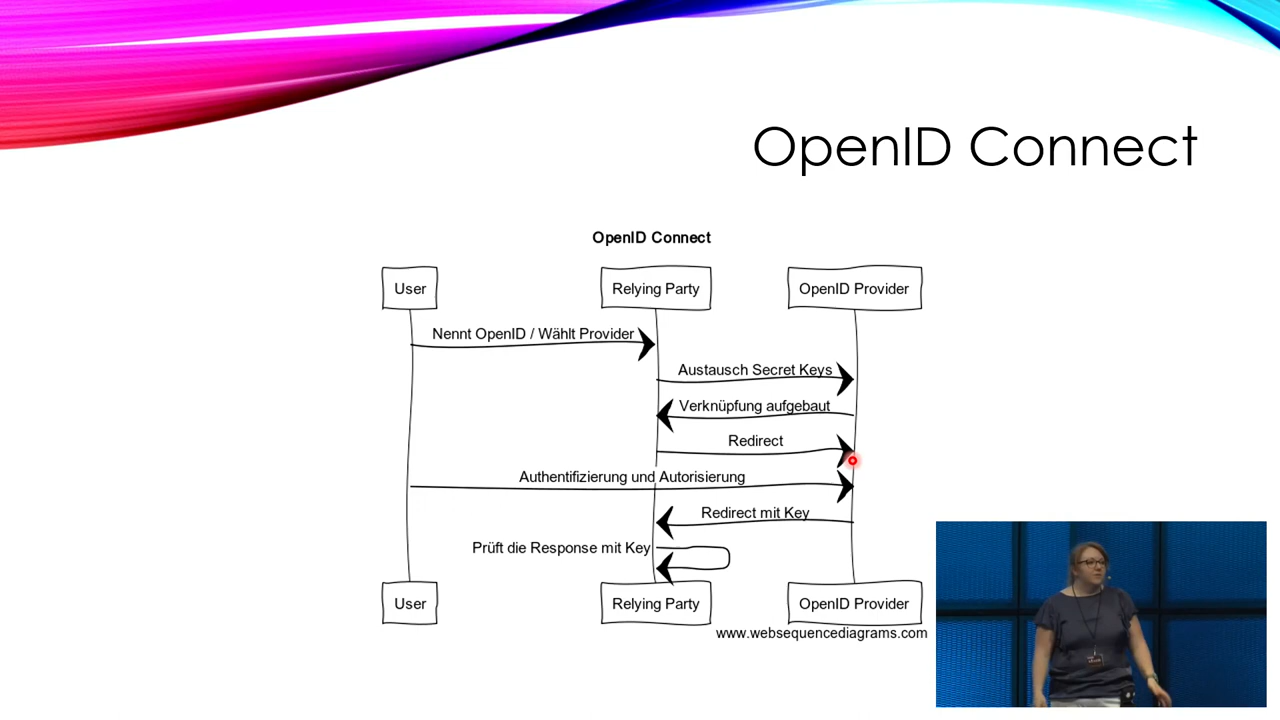 OpenID Connect
OpenID Connect
User
Relying Party
OpenID Provider
Nennt OpenID / Wählt Provider
Austausch Secret Keys
Verknüpfung aufgebaut
Redirect
Authentifizierung und Autorisierung
Redirect mit Key
Prüft die Response mit Key
User
Relying Party
OpenID Provider
www.websequencediagrams.com